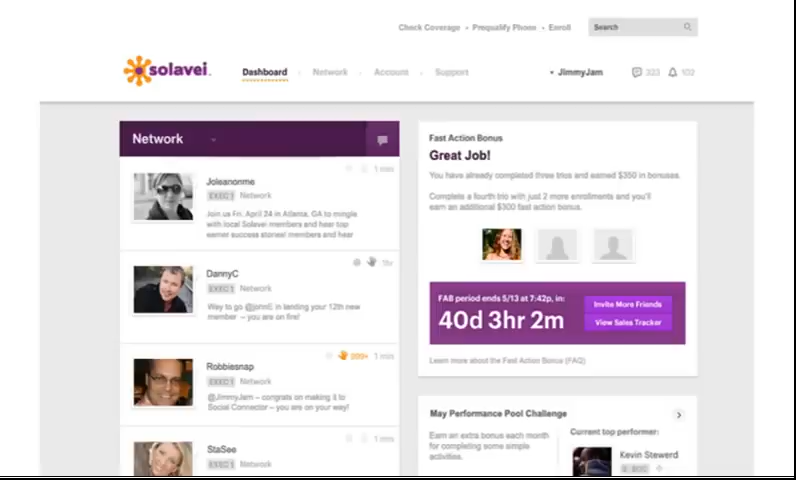 Check Coverage • Prequalify Phone • Enroll
Search
solavei.
Dashboard
Network
Account
Support
JimmyJam
333
102
Network
1 min
Joleanonme
EXEC 1 Network
Join us Fri. April 24 in Atlanta, GA to mingle
with local Solavei members and hear top
earner success stories! members and hear
1hr
DannyC
EXEC 1 Network
Way to go @johnE in landing your 12th new
member – you are on fire!
999+ 1 min
Robbiesnap
EXEC 1 Network
@JimmyJam – congrats on making it to
Social Connector – you are on your way!
1 min
StaSee
EXEC 1 Network
Fast Action Bonus
Great Job!
You have already completed three trios and earned $350 in bonuses.
Complete a fourth trio with just 2 more enrollments and you'll
earn an additional $300 fast action bonus.
FAB period ends 5/13 at 7:42p, in:
40d 3hr 2m
Invite More Friends
View Sales Tracker
Learn more about the Fast Action Bonus (FAQ)
May Performance Pool Challenge
Earn an extra bonus each month
for completing some simple
activities.
Current top performer:
Kevin Stewerd